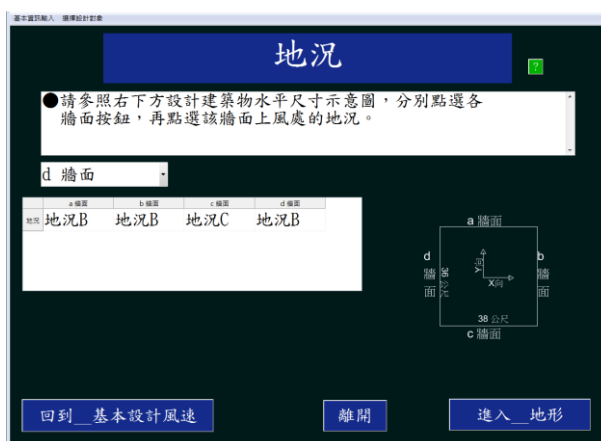 基本資訊輸入 選擇設計對象
地況
?
●請參照右下方設計建築物水平尺寸示意圖，分別點選各
牆面按鈕，再點選該牆面上風處的地況。
d 牆面
a 牆面 b 牆面 c 牆面 d 牆面
地況 地況B 地況B 地況C 地況B
a 牆面
d 牆面
b 牆面
Y向
X向
36 公尺
38 公尺
c 牆面
回到__基本設計風速
離開
進入__地形